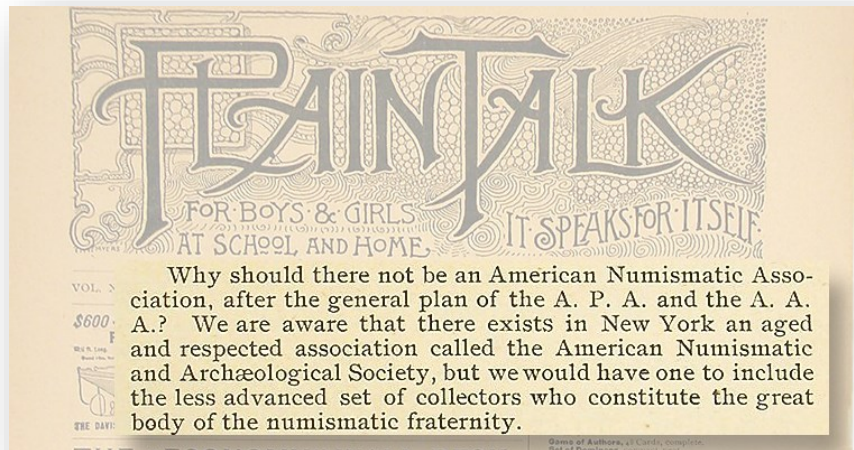 PLAIN TALK
FOR·BOYS·&·GIRLS
AT SCHOOL AND HOME,
IT·SPEAKS·FOR·ITSELF·
VOL.
$600
Why should there not be an American Numismatic Asso-
ciation, after the general plan of the A. P. A. and the A. A.
A.? We are aware that there exists in New York an aged
and respected association called the American Numismatic
and Archæological Society, but we would have one to include
the less advanced set of collectors who constitute the great
body of the numismatic fraternity.
THE
Game of Authors, 48 Cards, complete.